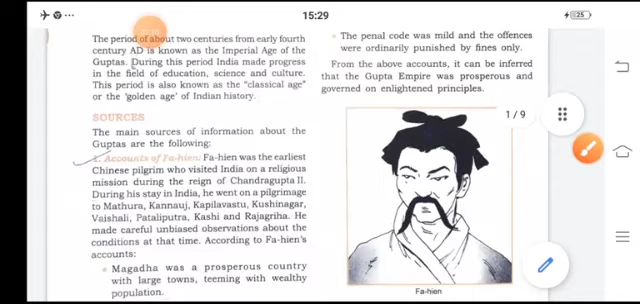 15:29
25
The period of about two centuries from early fourth
century AD is known as the Imperial Age of the
Guptas. During this period India made progress
in the field of education, science and culture.
This period is also known as the "classical age"
or the 'golden age' of Indian history.
SOURCES
The main sources of information about the
Guptas are the following:
1. Accounts of Fa-hien: Fa-hien was the earliest
Chinese pilgrim who visited India on a religious
mission during the reign of Chandragupta II.
During his stay in India, he went on a pilgrimage
to Mathura, Kannauj, Kapilavastu, Kushinagar,
Vaishali, Pataliputra, Kashi and Rajagriha. He
made careful unbiased observations about the
conditions at that time. According to Fa-hien's
accounts:
Magadha was a prosperous country
with large towns, teeming with wealthy
population.
The penal code was mild and the offences
were ordinarily punished by fines only.
From the above accounts, it can be inferred
that the Gupta Empire was prosperous and
governed on enlightened principles.
1 / 9
Fa-hien